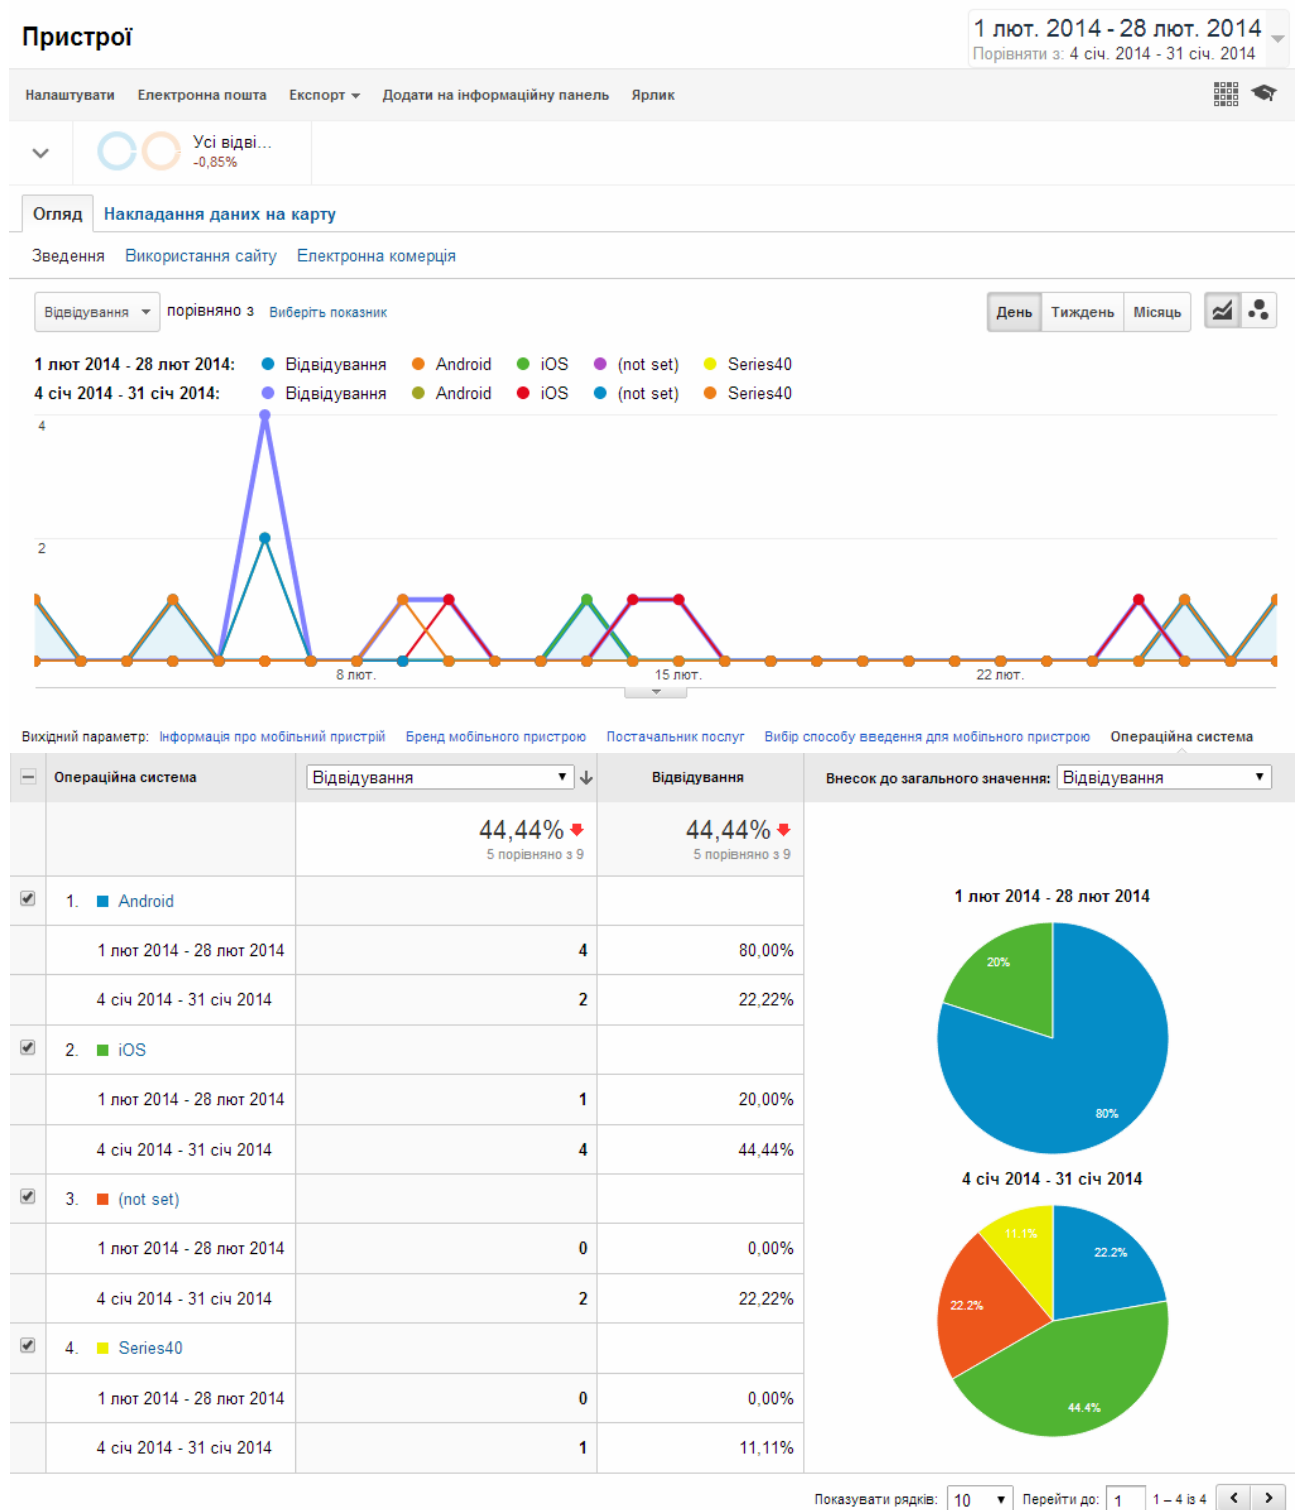 Пристрої
1 лют. 2014 - 28 лют. 2014
Порівняти з: 4 січ. 2014 - 31 січ. 2014
Налаштувати Електронна пошта Експорт Додати на інформаційну панель Ярлик
Усі відві...
-0,85%
Огляд Накладання даних на карту
Зведення Використання сайту Електронна комерція
Відвідування порівняно з Виберіть показник День Тиждень Місяць
1 лют 2014 - 28 лют 2014: Відвідування Android iOS (not set) Series40
4 січ 2014 - 31 січ 2014: Відвідування Android iOS (not set) Series40
4
2
8 лют. 15 лют. 22 лют.
Вихідний параметр: Інформація про мобільний пристрій Бренд мобільного пристрою Постачальник послуг Вибір способу введення для мобільного пристрою Операційна система
Операційна система Відвідування Відвідування Внесок до загального значення: Відвідування
44,44% 44,44%
5 порівняно з 9 5 порівняно з 9
1. Android
1 лют 2014 - 28 лют 2014 4 80,00%
4 січ 2014 - 31 січ 2014 2 22,22%
2. iOS
1 лют 2014 - 28 лют 2014 1 20,00%
4 січ 2014 - 31 січ 2014 4 44,44%
3. (not set)
1 лют 2014 - 28 лют 2014 0 0,00%
4 січ 2014 - 31 січ 2014 2 22,22%
4. Series40
1 лют 2014 - 28 лют 2014 0 0,00%
4 січ 2014 - 31 січ 2014 1 11,11%
1 лют 2014 - 28 лют 2014
20%
80%
4 січ 2014 - 31 січ 2014
11.1%
22.2%
22.2%
44.4%
Показувати рядків: 10 Перейти до: 1 1 – 4 із 4